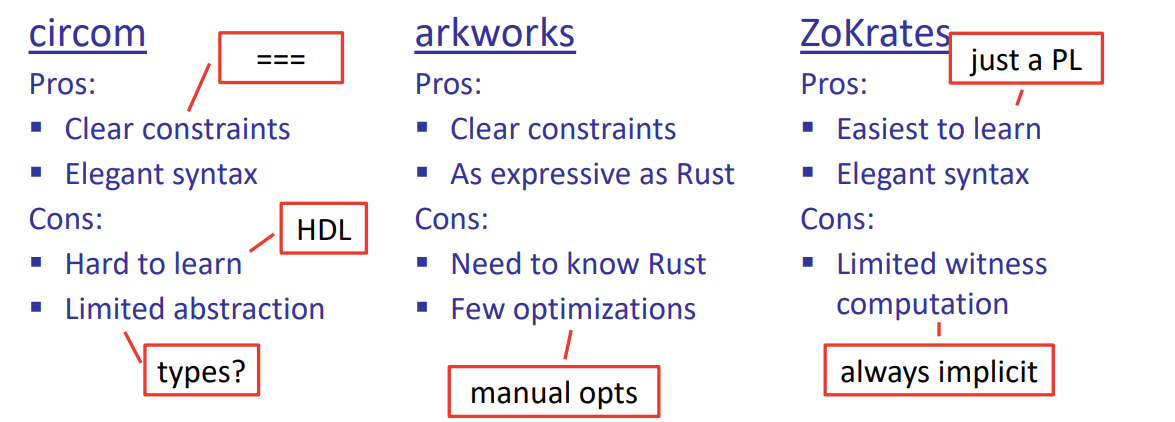 circom
===
Pros:
▪ Clear constraints
▪ Elegant syntax
Cons:
HDL
▪ Hard to learn
▪ Limited abstraction
types?
arkworks
Pros:
▪ Clear constraints
▪ As expressive as Rust
Cons:
▪ Need to know Rust
▪ Few optimizations
manual opts
ZoKrates
just a PL
Pros:
▪ Easiest to learn
▪ Elegant syntax
Cons:
▪ Limited witness
computation
always implicit